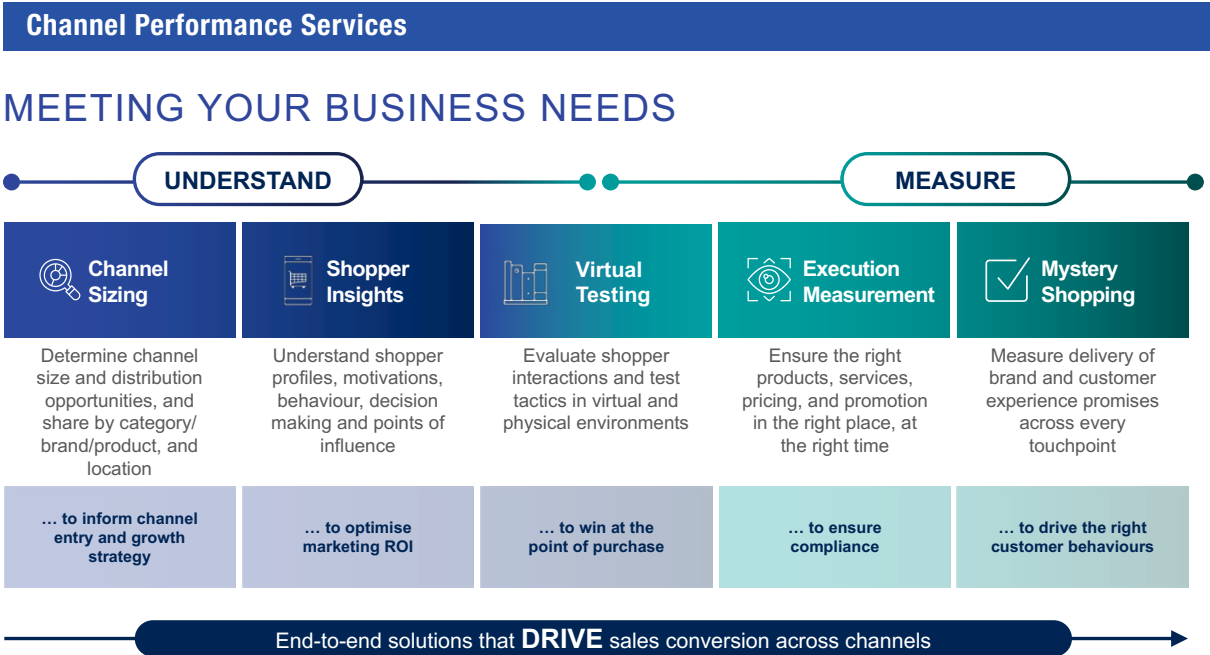 Channel Performance Services
MEETING YOUR BUSINESS NEEDS
UNDERSTAND
MEASURE
Channel
Sizing
Determine channel
size and distribution
opportunities, and
share by category/
brand/product, and
location
… to inform channel
entry and growth
strategy
Shopper
Insights
Understand shopper
profiles, motivations,
behaviour, decision
making and points of
influence
… to optimise
marketing ROI
Virtual
Testing
Evaluate shopper
interactions and test
tactics in virtual and
physical environments
… to win at the
point of purchase
Execution
Measurement
Ensure the right
products, services,
pricing, and promotion
in the right place, at
the right time
… to ensure
compliance
Mystery
Shopping
Measure delivery of
brand and customer
experience promises
across every
touchpoint
… to drive the right
customer behaviours
End-to-end solutions that DRIVE sales conversion across channels